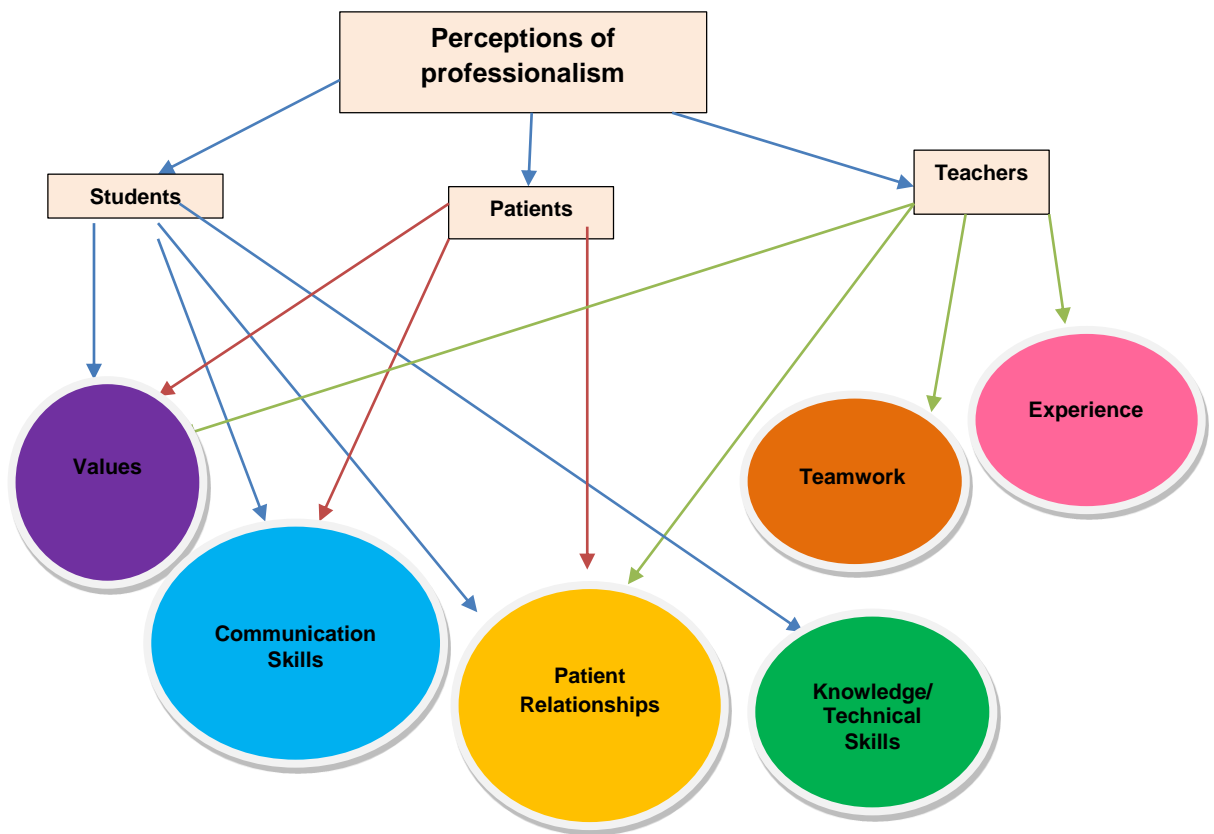 Perceptions of
professionalism
Students
Patients
Teachers
Values
Communication
Skills
Patient
Relationships
Teamwork
Experience
Knowledge/
Technical
Skills